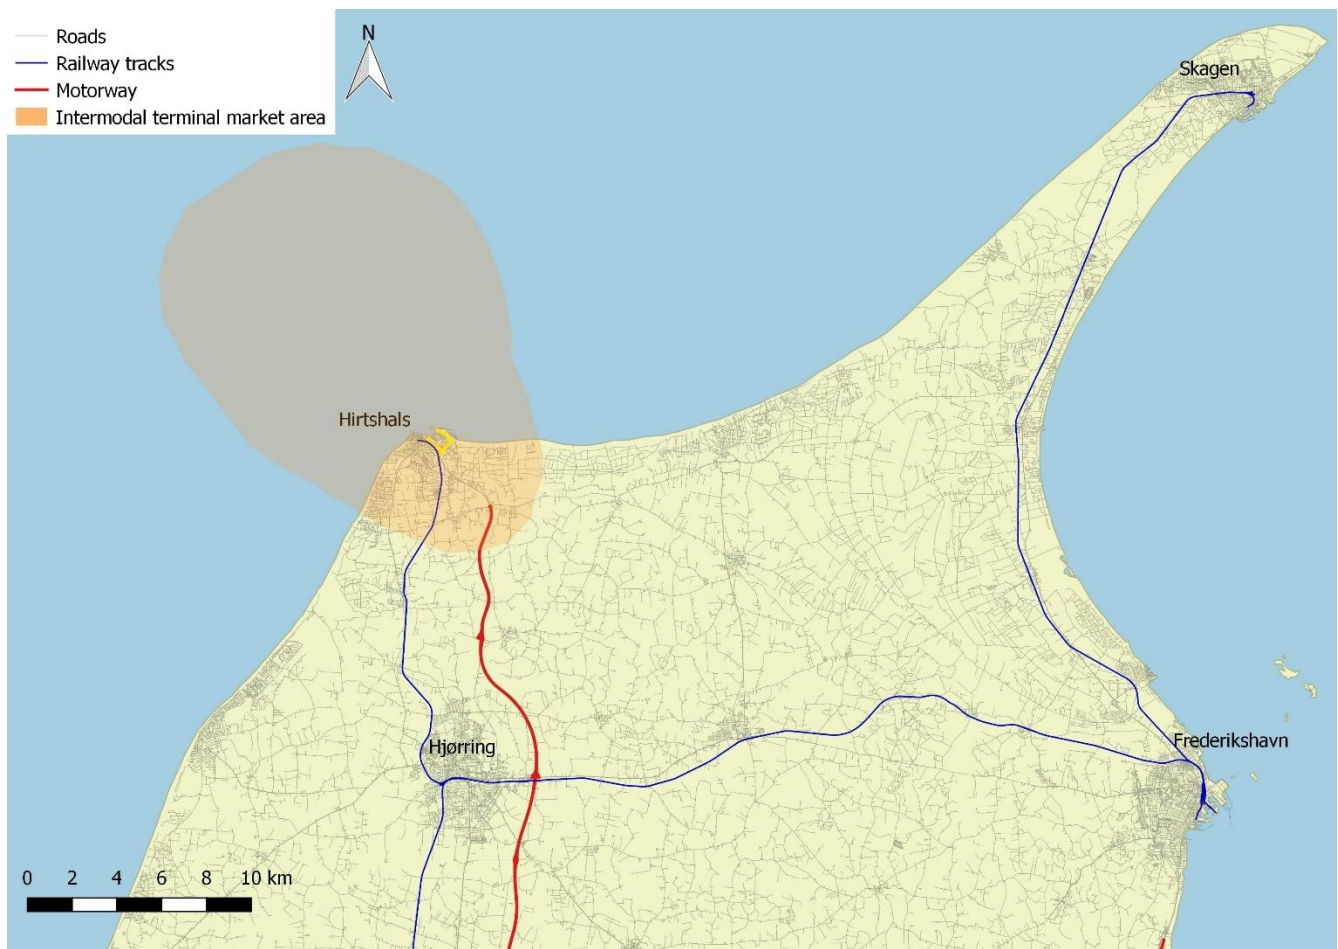 Roads
Railway tracks
Motorway
Intermodal terminal market area
N
Skagen
Hirtshals
Hjørring
Frederikshavn
0 2 4 6 8 10 km